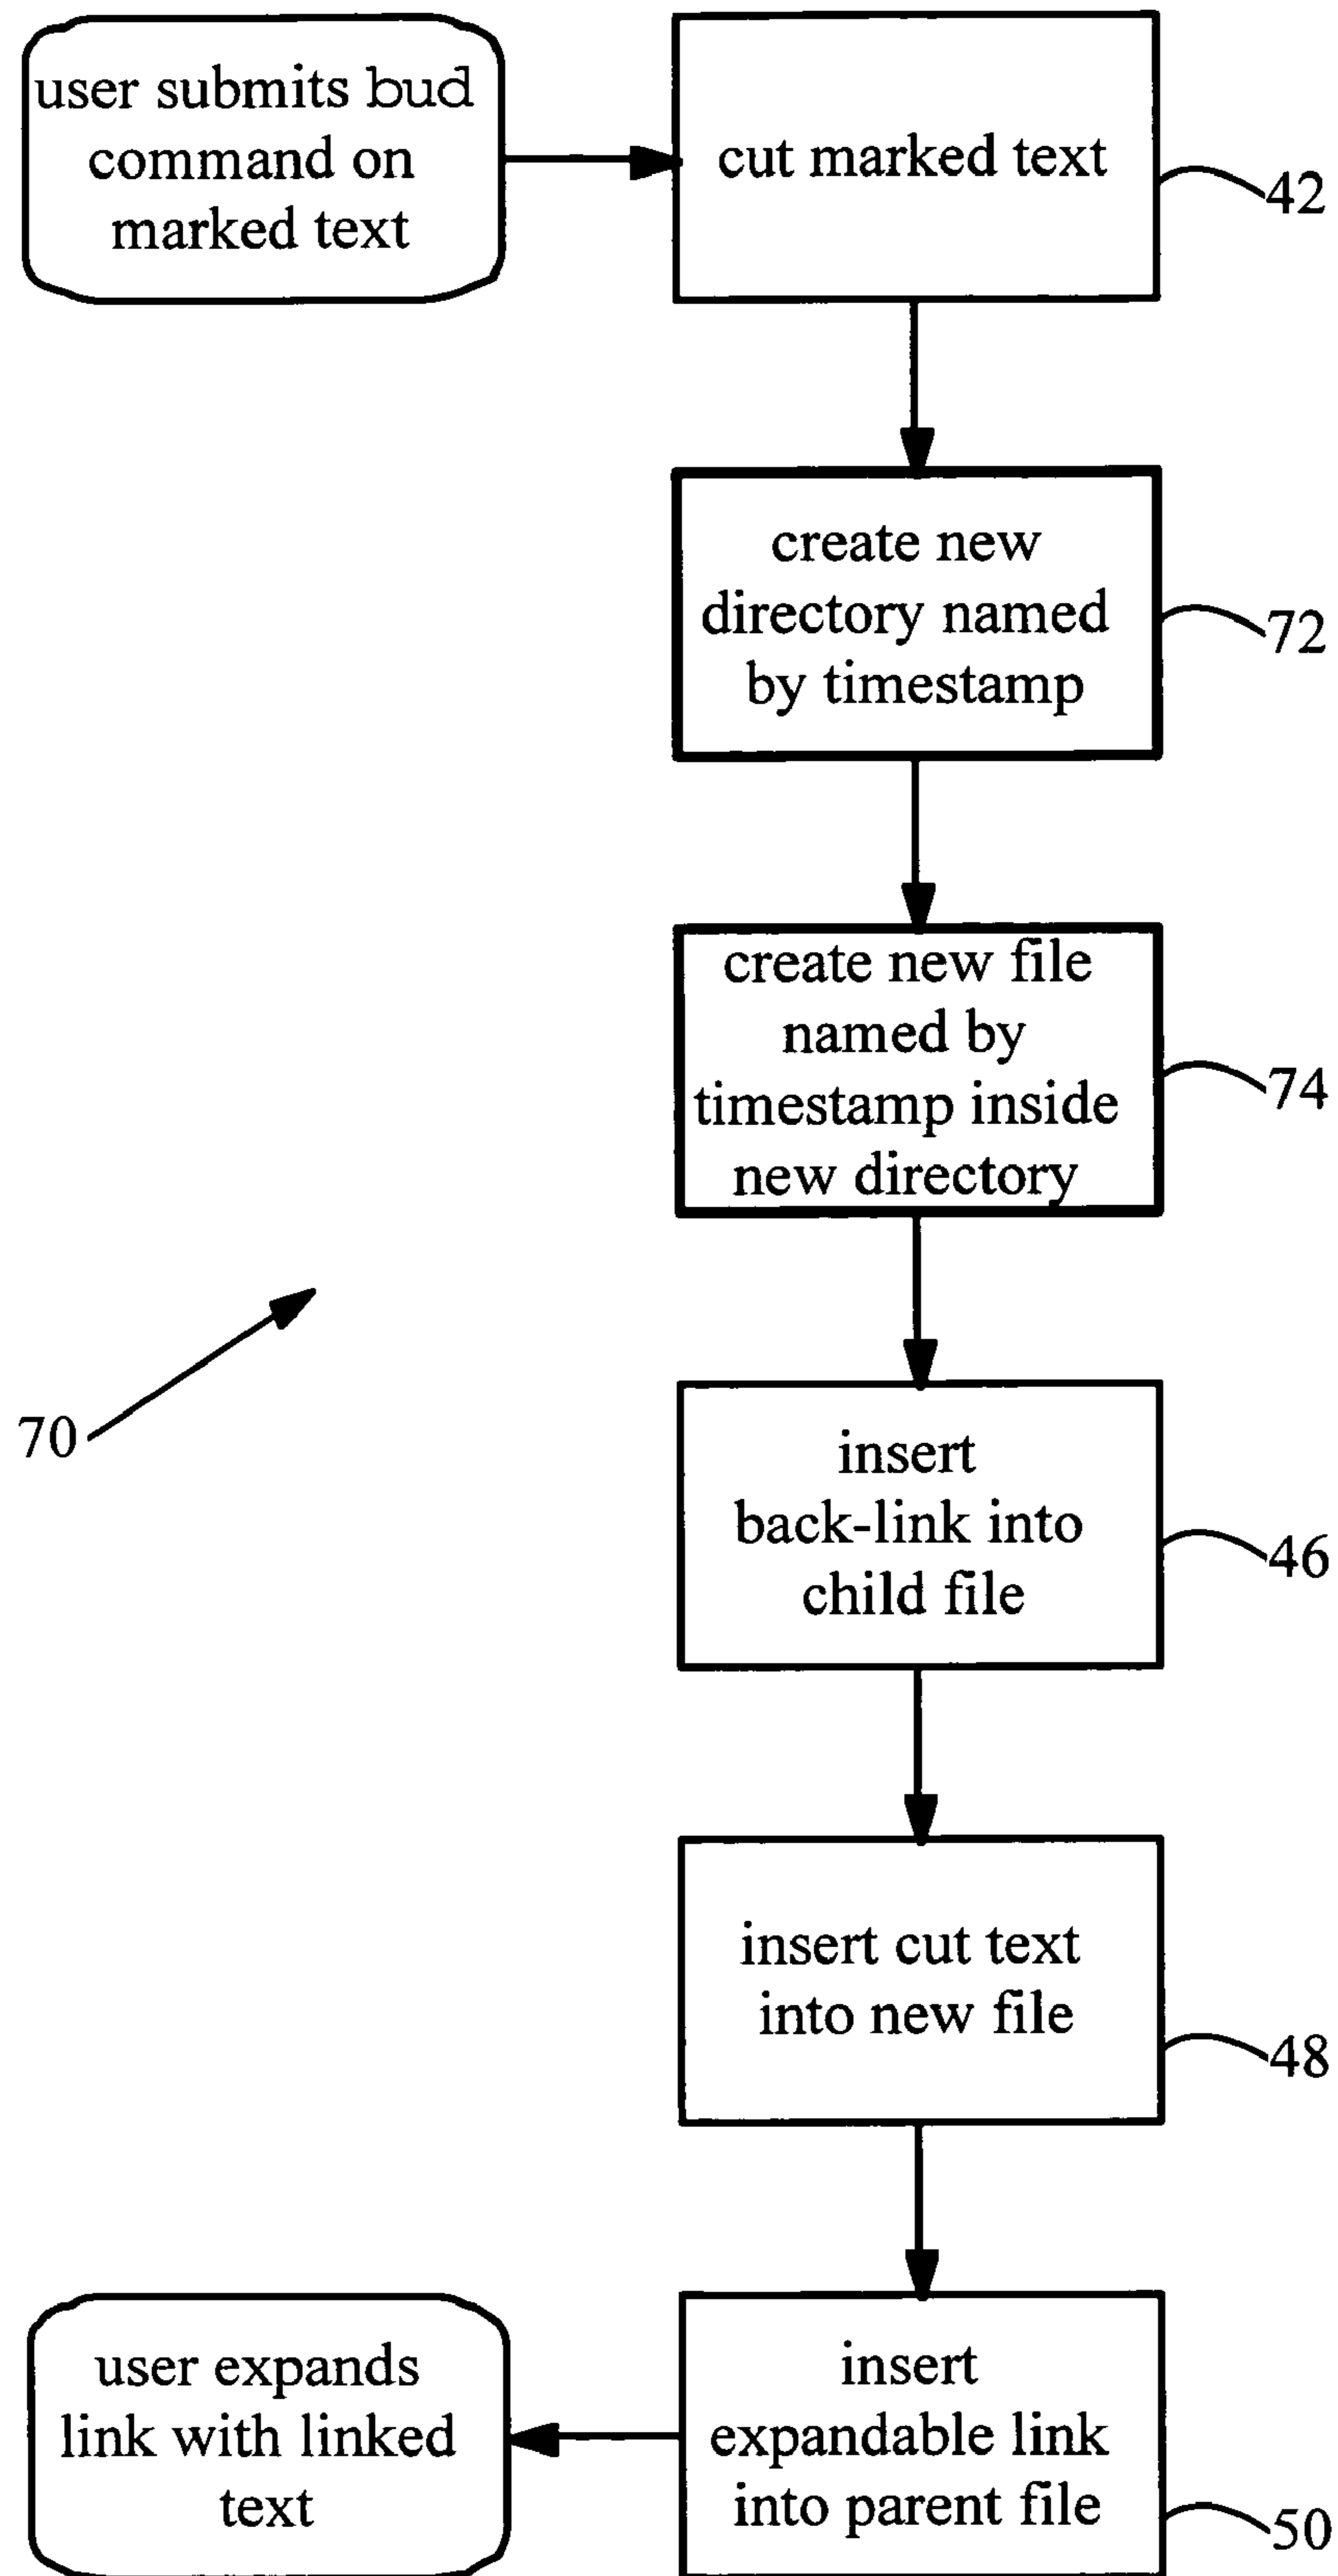 user submits bud
command on
marked text
cut marked text
42
create new
directory named
by timestamp
72
create new file
named by
timestamp inside
new directory
74
70
insert
back-link into
child file
46
insert cut text
into new file
48
insert
expandable link
into parent file
50
user expands
link with linked
text